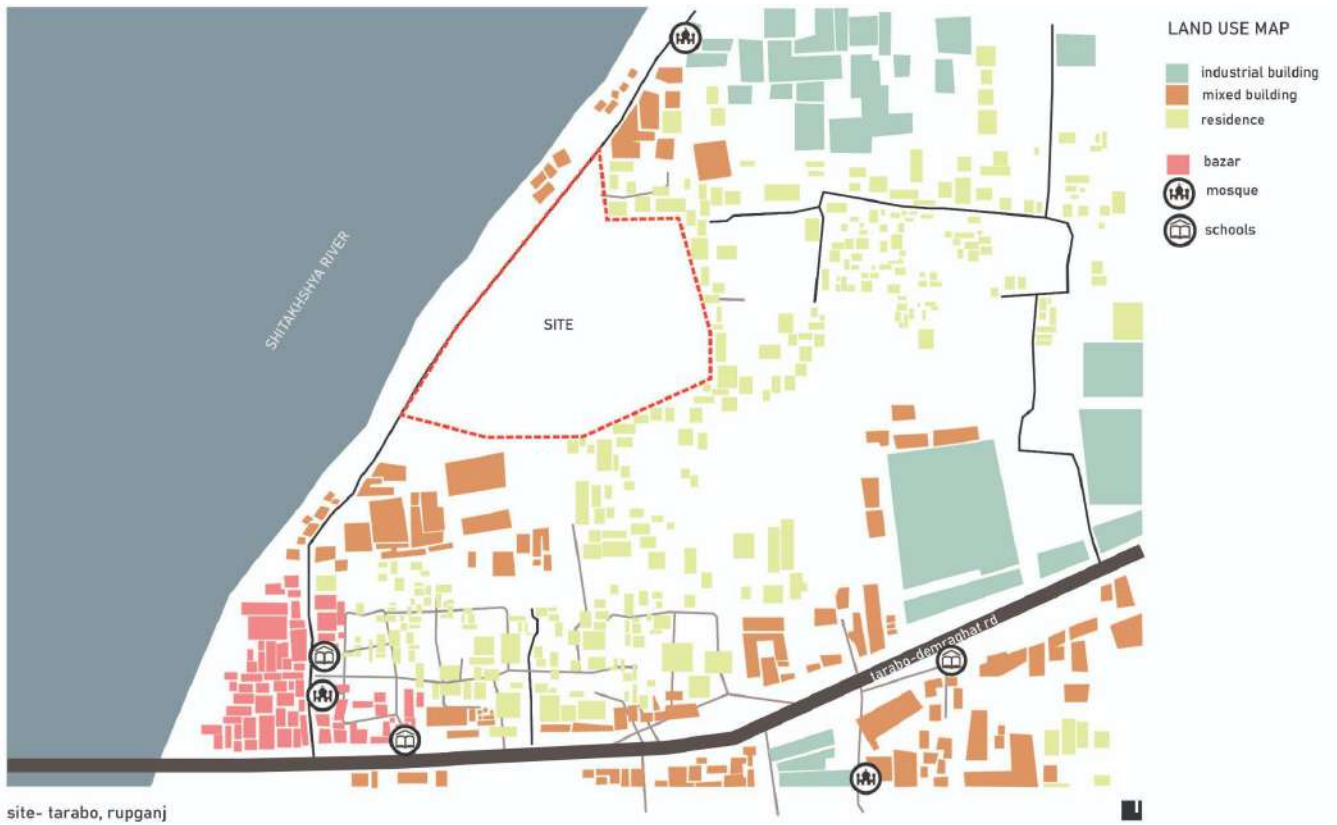 LAND USE MAP
industrial building
mixed building
residence
bazar
mosque
schools
SHITAKHSHYA RIVER
SITE
tarabo-demraghat rd
site- tarabo, rupganj